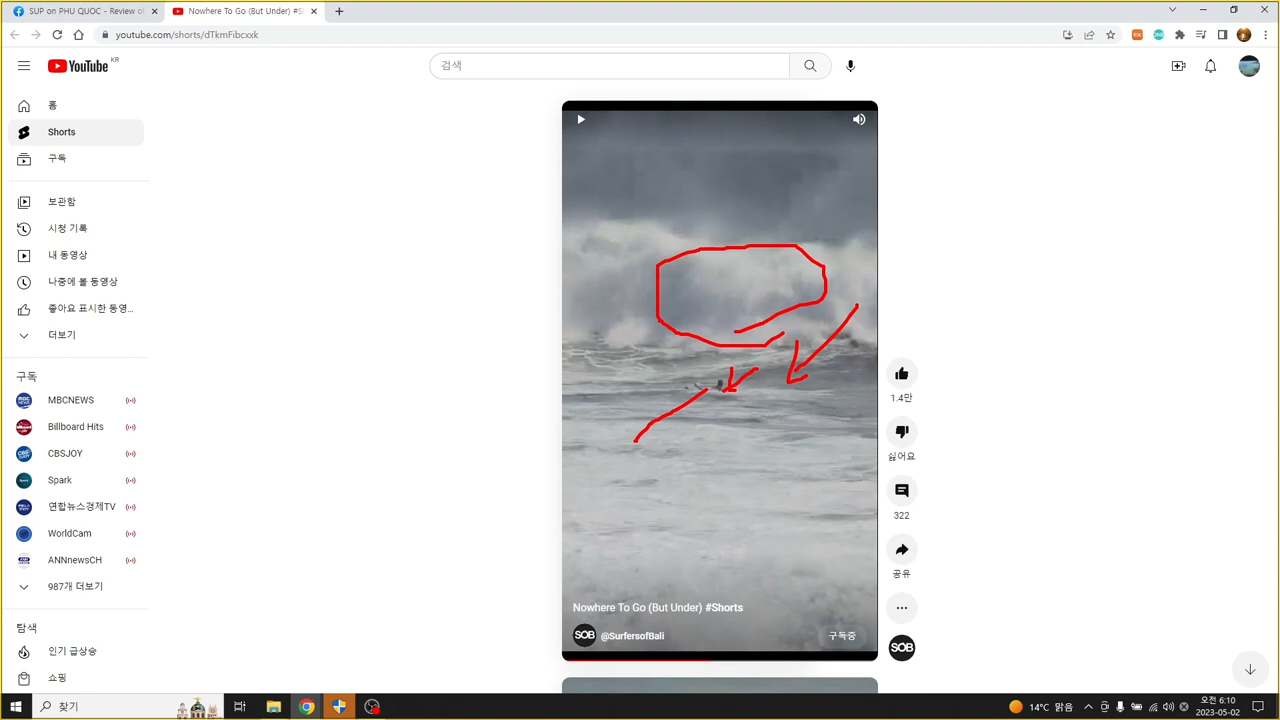 SUP on PHU QUOC - Review of
Nowhere To Go (But Under) #Sh
youtube.com/shorts/dTkmFibcxxk
YouTube KR
검색
홈
Shorts
구독
보관함
시청 기록
내 동영상
나중에 볼 동영상
좋아요 표시한 동영...
더보기
구독
MBCNEWS
Billboard Hits
CBSJOY
Spark
연합뉴스경제TV
WorldCam
ANNnewsCH
987개 더보기
탐색
인기 급상승
쇼핑
1.4만
싫어요
322
공유
Nowhere To Go (But Under) #Shorts
SOB @SurfersofBali
구독중
SOB
찾기
14°C 맑음
오전 6:10
2023-05-02